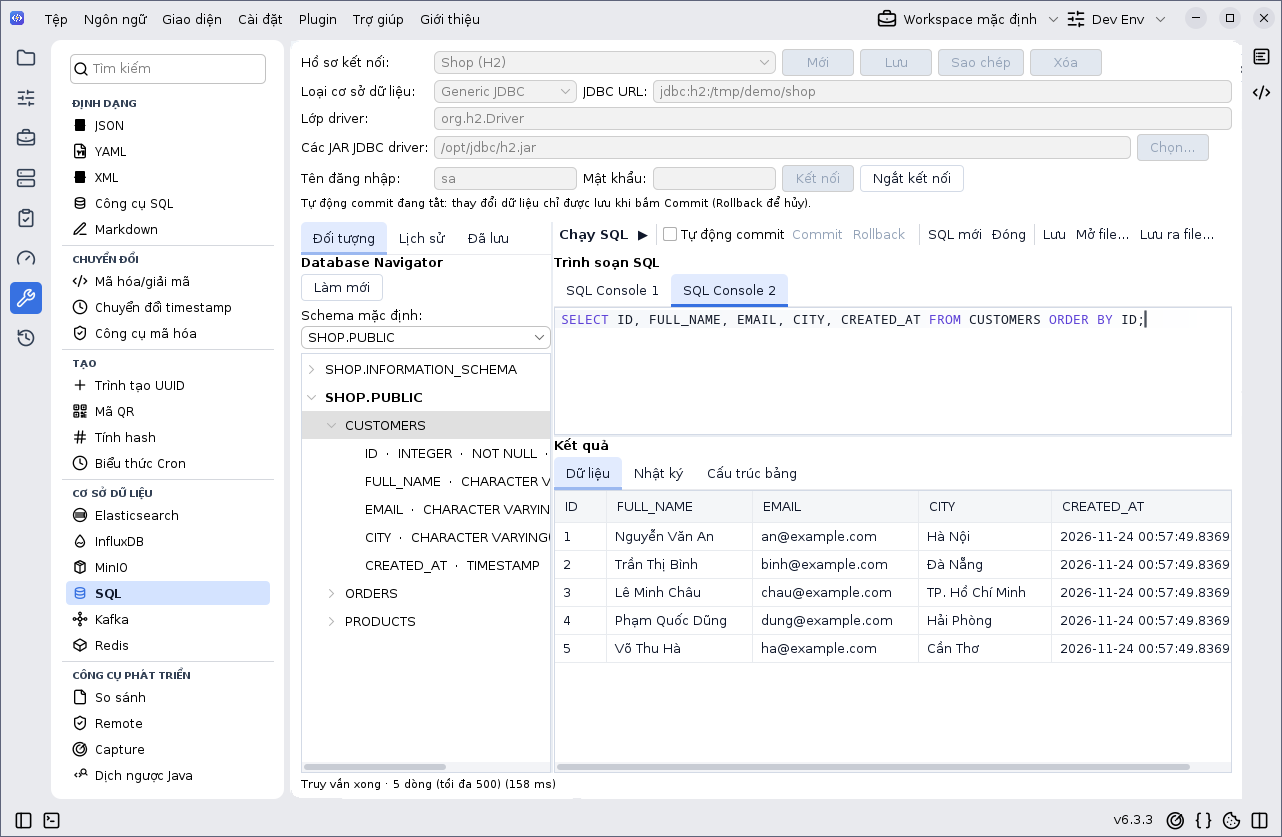 Tệp Ngôn ngữ Giao diện Cài đặt Plugin Trợ giúp Giới thiệu Workspace mặc định Dev Env
Tìm kiếm
ĐỊNH DẠNG
JSON
YAML
XML
Công cụ SQL
Markdown
CHUYỂN ĐỔI
Mã hóa/giải mã
Chuyển đổi timestamp
Công cụ mã hóa
TẠO
Trình tạo UUID
Mã QR
Tính hash
Biểu thức Cron
CƠ SỞ DỮ LIỆU
Elasticsearch
InfluxDB
MinIO
SQL
Kafka
Redis
CÔNG CỤ PHÁT TRIỂN
So sánh
Remote
Capture
Dịch ngược Java
Hồ sơ kết nối: Shop (H2) Mới Lưu Sao chép Xóa
Loại cơ sở dữ liệu: Generic JDBC JDBC URL: jdbc:h2:/tmp/demo/shop
Lớp driver: org.h2.Driver
Các JAR JDBC driver: /opt/jdbc/h2.jar Chọn...
Tên đăng nhập: sa Mật khẩu: Kết nối Ngắt kết nối
Tự động commit đang tắt: thay đổi dữ liệu chỉ được lưu khi bấm Commit (Rollback để hủy).
Đối tượng Lịch sử Đã lưu
Database Navigator
Làm mới
Schema mặc định:
SHOP.PUBLIC
SHOP.INFORMATION_SCHEMA
SHOP.PUBLIC
CUSTOMERS
ID · INTEGER · NOT NULL ·
FULL_NAME · CHARACTER V
EMAIL · CHARACTER VARYIN
CITY · CHARACTER VARYING(
CREATED_AT · TIMESTAMP
ORDERS
PRODUCTS
Chạy SQL ▶ Tự động commit Commit Rollback SQL mới Đóng Lưu Mở file... Lưu ra file...
Trình soạn SQL
SQL Console 1 SQL Console 2
SELECT ID, FULL_NAME, EMAIL, CITY, CREATED_AT FROM CUSTOMERS ORDER BY ID;
Kết quả
Dữ liệu Nhật ký Cấu trúc bảng
ID FULL_NAME EMAIL CITY CREATED_AT
1 Nguyễn Văn An an@example.com Hà Nội 2026-11-24 00:57:49.8369
2 Trần Thị Bình binh@example.com Đà Nẵng 2026-11-24 00:57:49.8369
3 Lê Minh Châu chau@example.com TP. Hồ Chí Minh 2026-11-24 00:57:49.8369
4 Phạm Quốc Dũng dung@example.com Hải Phòng 2026-11-24 00:57:49.8369
5 Võ Thu Hà ha@example.com Cần Thơ 2026-11-24 00:57:49.8369
Truy vấn xong · 5 dòng (tối đa 500) (158 ms)
v6.3.3